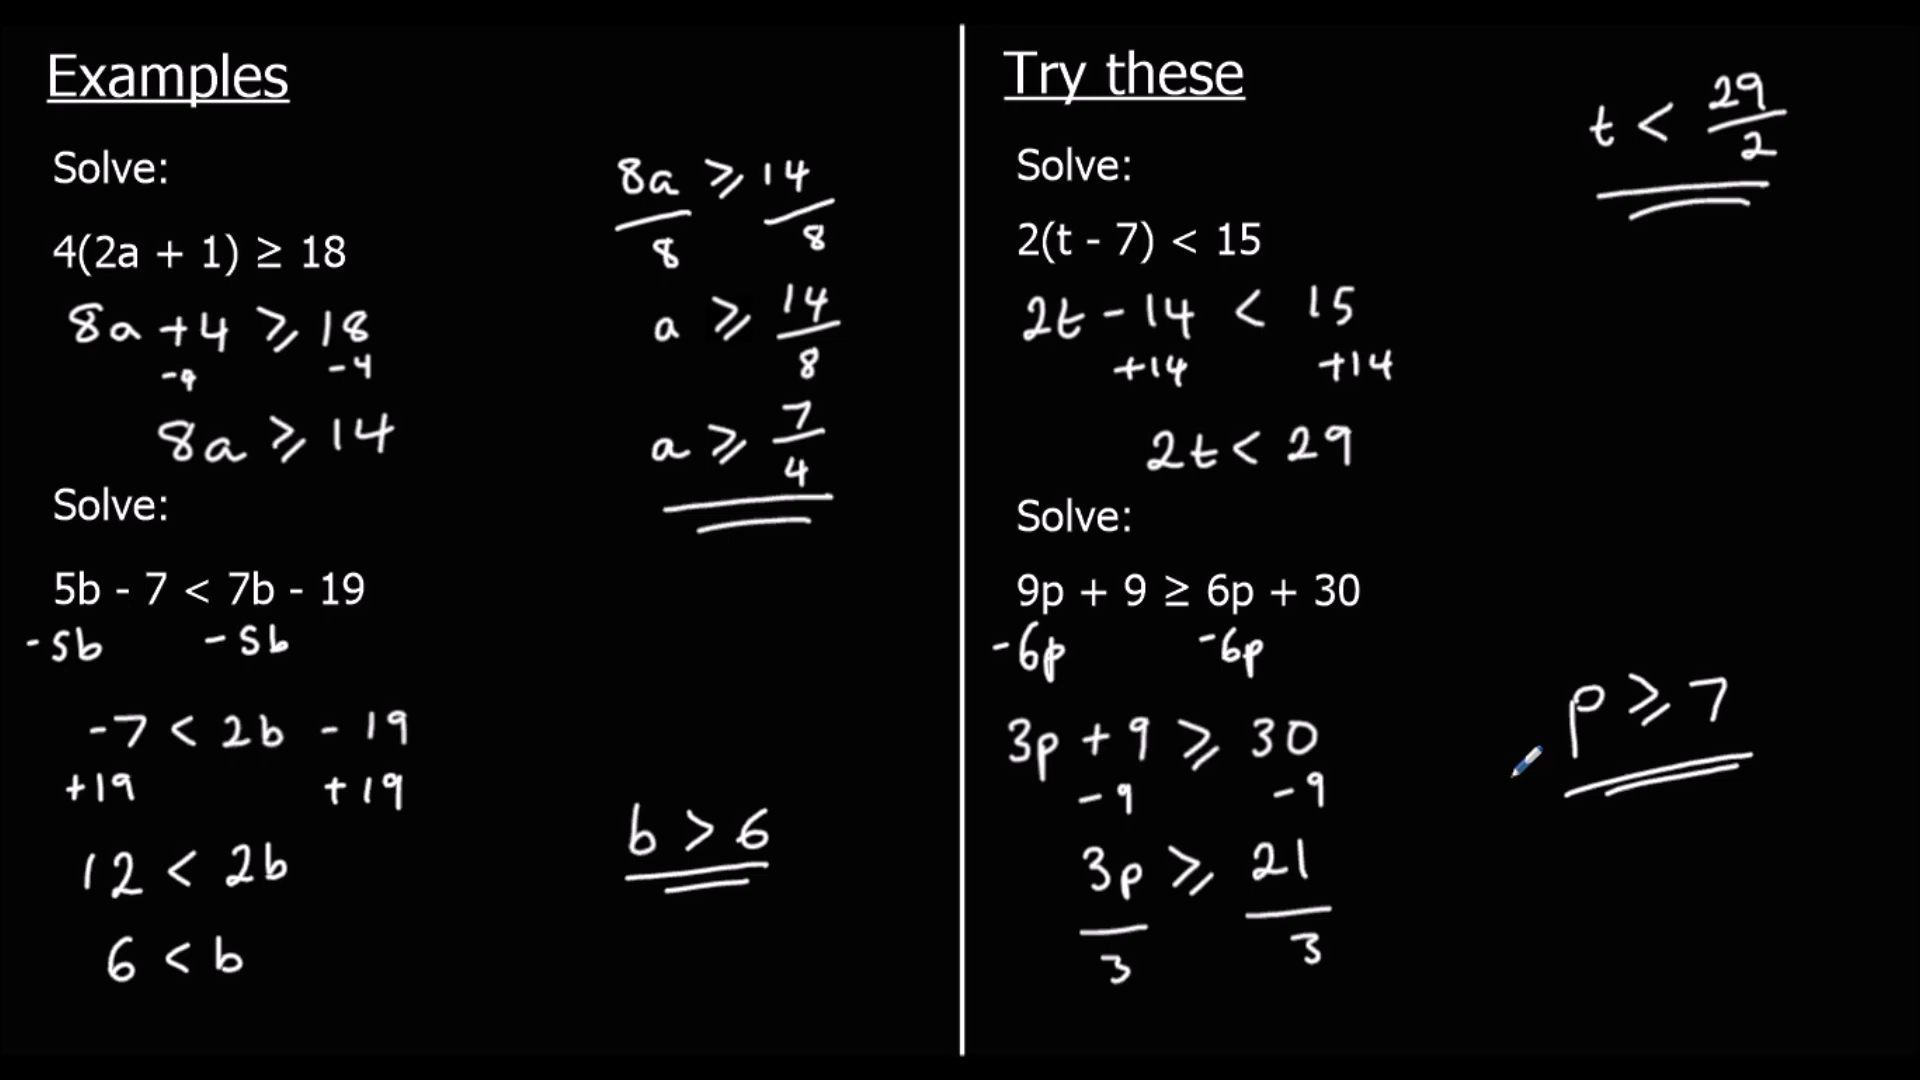 Examples
Solve:
4(2a + 1) ≥ 18
8a + 4 ⩾ 18
-4 -4
8a ⩾ 14
8a ⩾ 14
8 8
a ⩾ 14
8
a ⩾ 7
4
Solve:
5b - 7 < 7b - 19
-5b -5b
-7 < 2b - 19
+19 +19
12 < 2b
6 < b
b > 6
Try these
Solve:
2(t - 7) < 15
2t - 14 < 15
+14 +14
2t < 29
t < 29
2
Solve:
9p + 9 ≥ 6p + 30
-6p -6p
3p + 9 ⩾ 30
-9 -9
3p ⩾ 21
3 3
p ⩾ 7